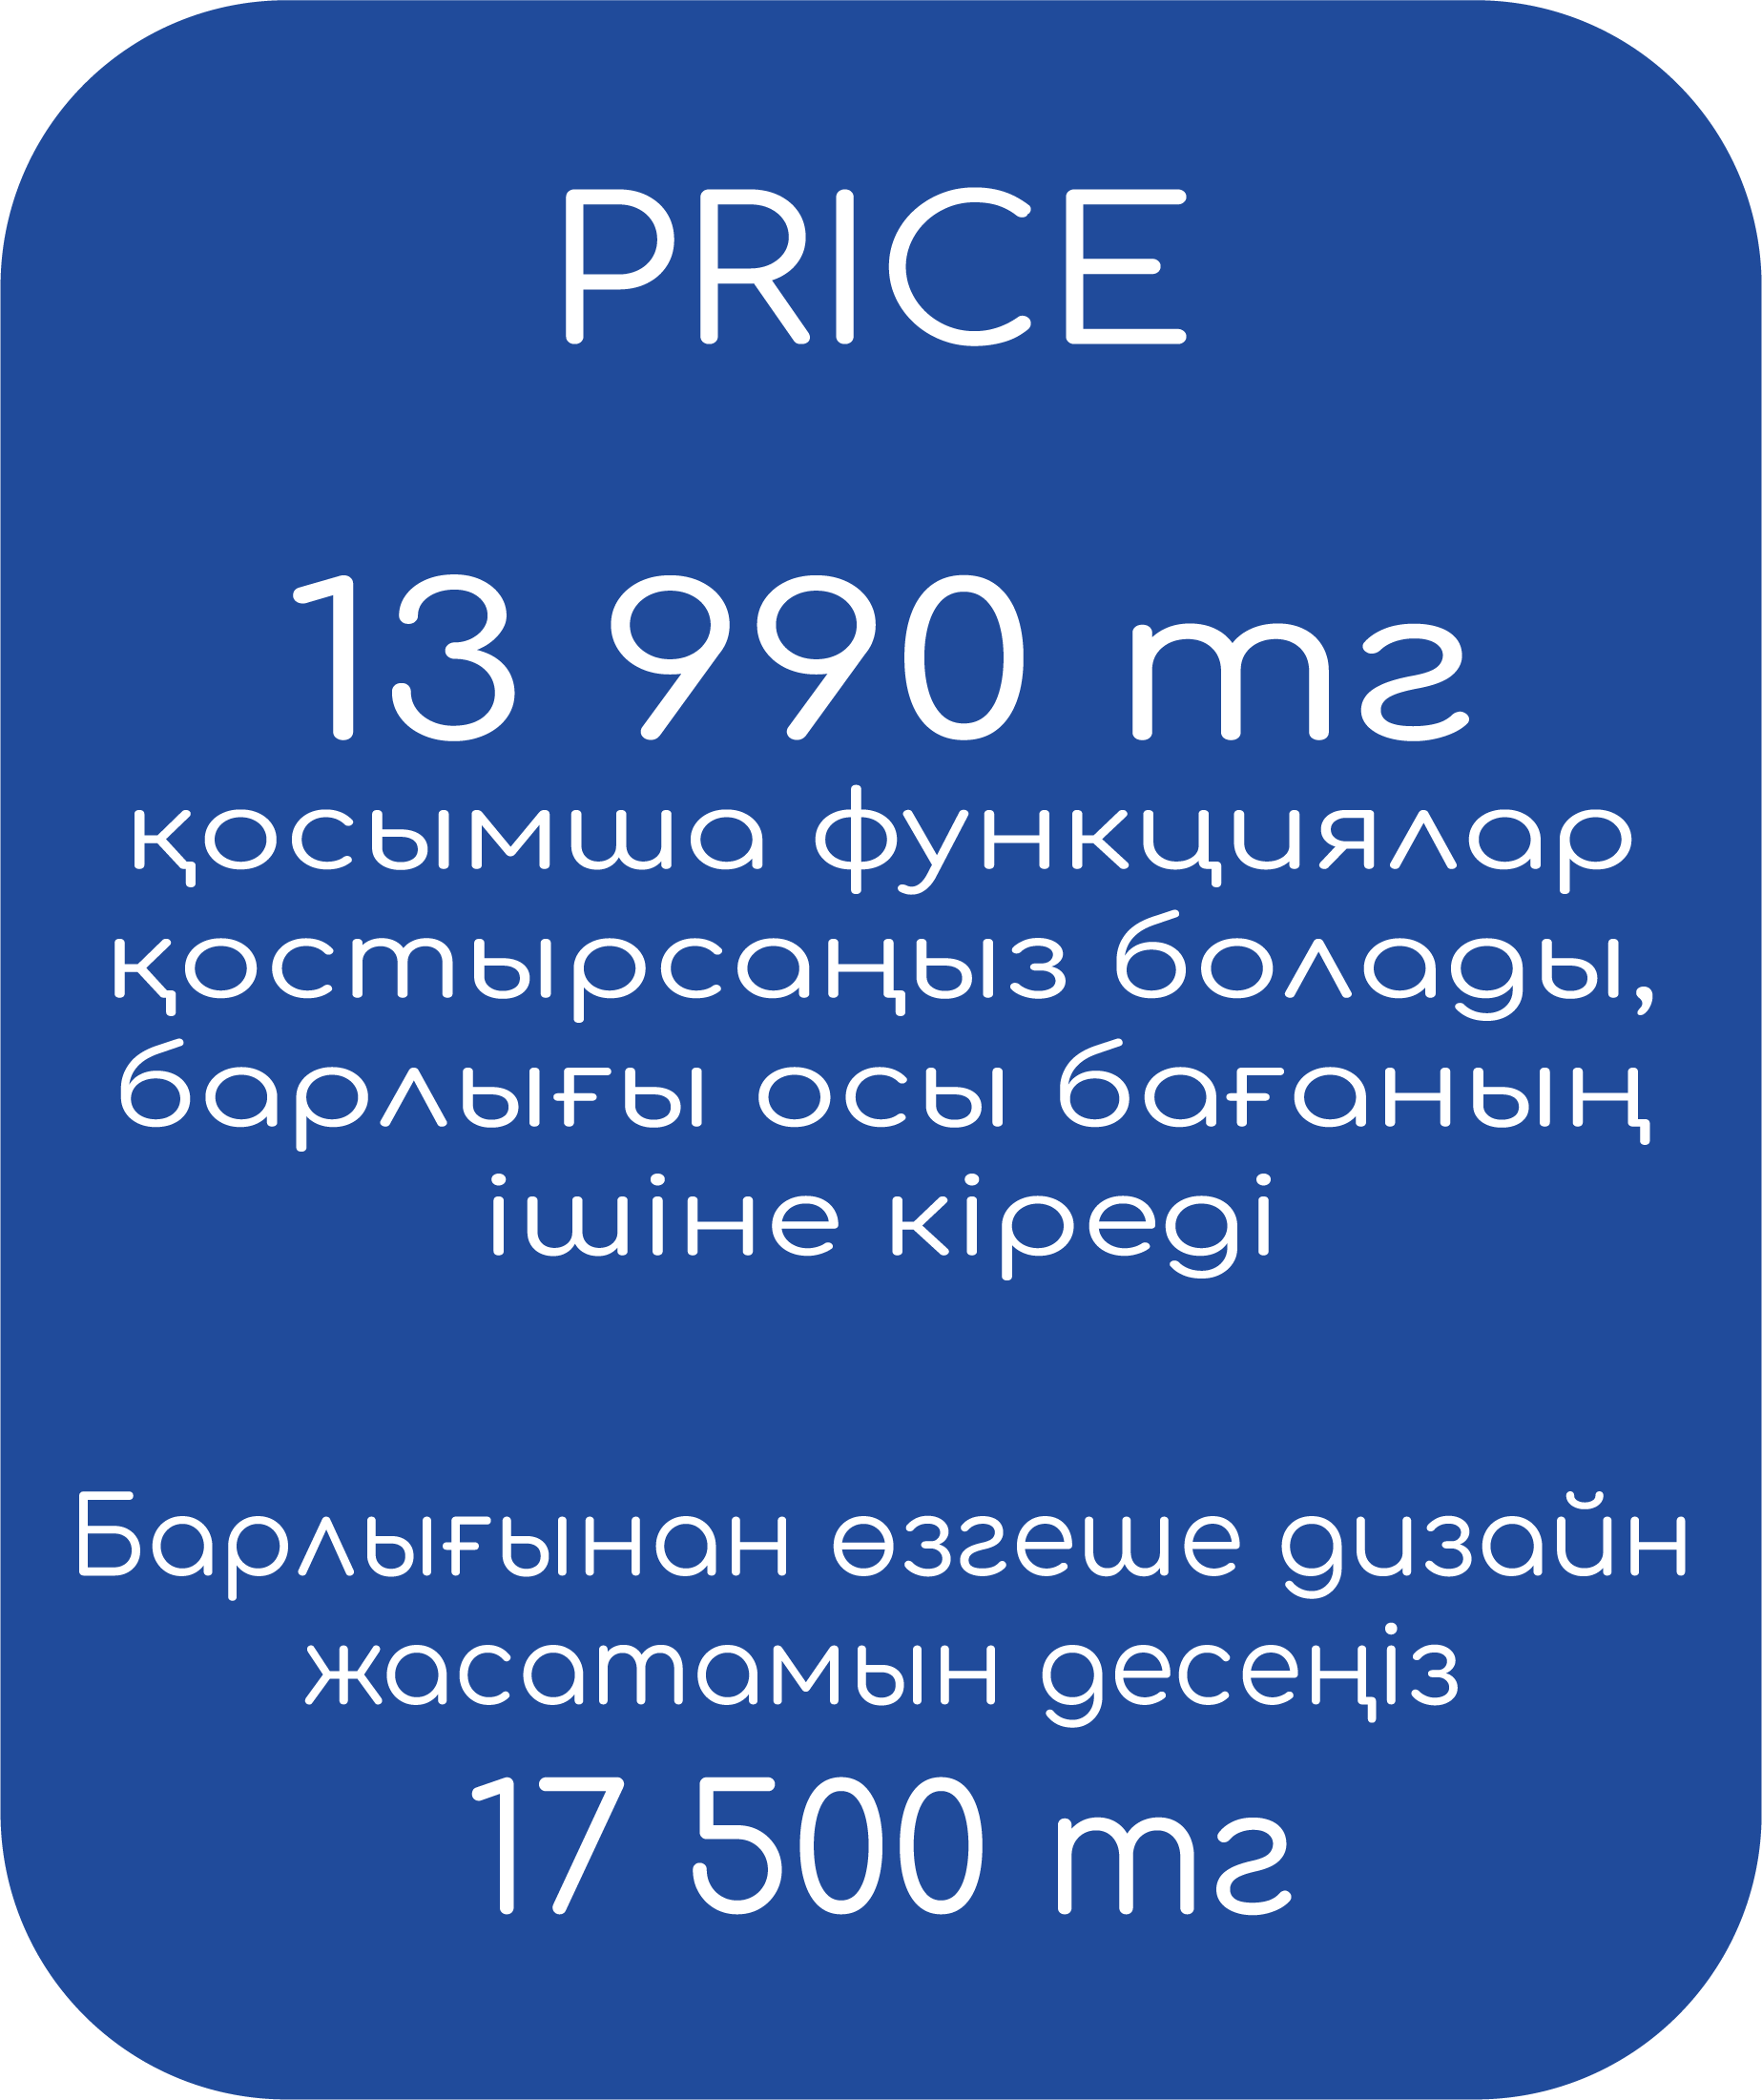 PRICE
13 990 тг
қосымша функциялар
қостырсаңыз болады,
барлығы осы бағаның
ішіне кіреді
Барлығынан езгеше дизайн
жасатамын десеңіз
17 500 тг